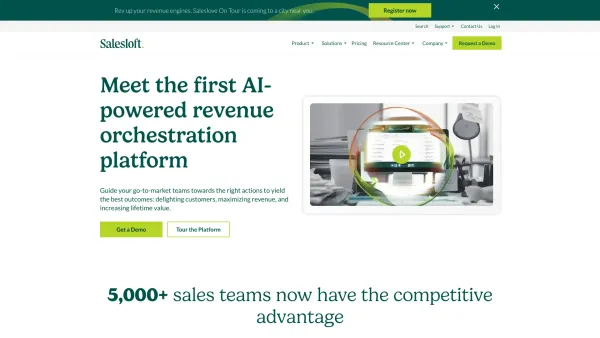 Rev up your revenue engines. Saleslove On Tour is coming to a city near you.
Register now
Search Support Contact Us Log In
Salesloft.
Product Solutions Pricing Resource Center Company Request a Demo
Meet the first AI-
powered revenue
orchestration
platform
Guide your go-to-market teams towards the right actions to yield
the best outcomes: delighting customers, maximizing revenue, and
increasing lifetime value.
Get a Demo Tour the Platform
5,000+ sales teams now have the competitive
advantage